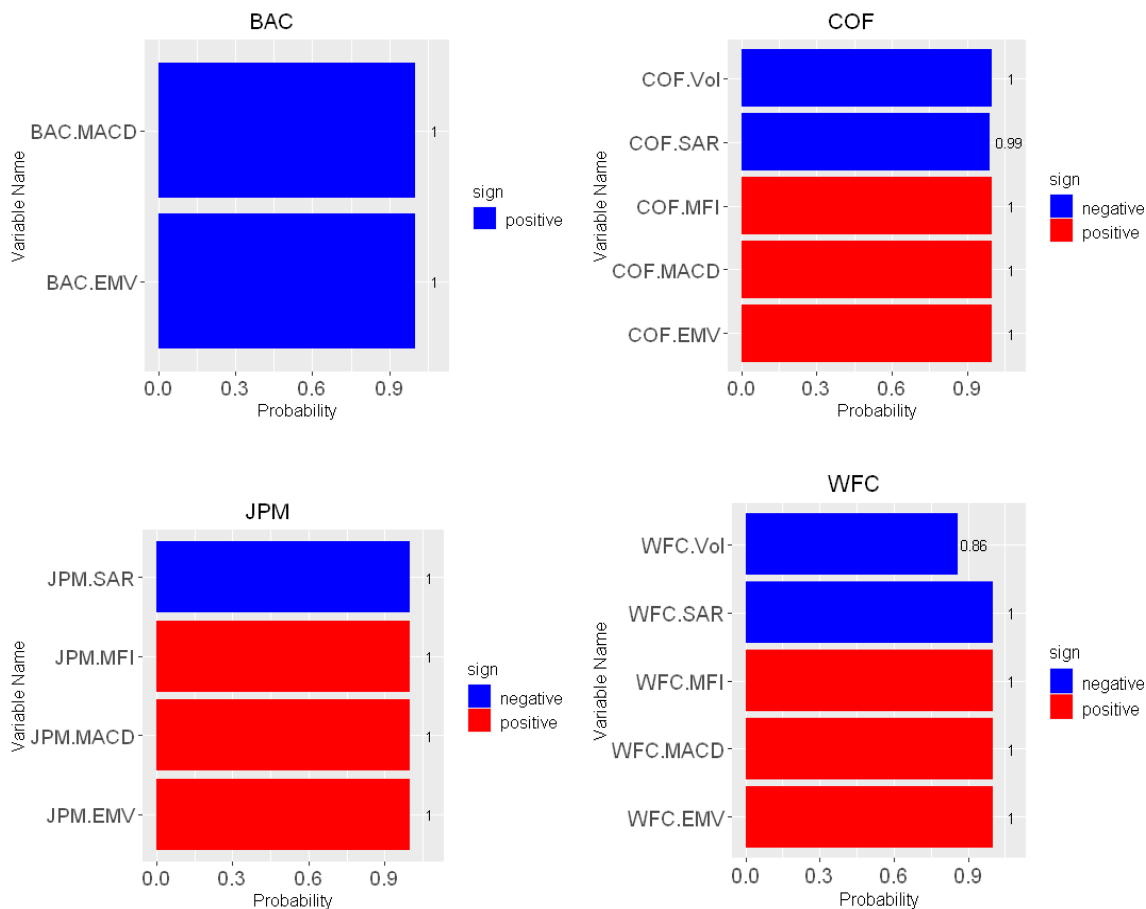 BAC
Variable Name
BAC.MACD
1
BAC.EMV
1
0.0 0.3 0.6 0.9
Probability
sign
positive
COF
Variable Name
COF.Vol
1
COF.SAR
0.99
COF.MFI
1
COF.MACD
1
COF.EMV
1
0.0 0.3 0.6 0.9
Probability
sign
negative
positive
JPM
Variable Name
JPM.SAR
1
JPM.MFI
1
JPM.MACD
1
JPM.EMV
1
0.0 0.3 0.6 0.9
Probability
sign
negative
positive
WFC
Variable Name
WFC.Vol
0.86
WFC.SAR
1
WFC.MFI
1
WFC.MACD
1
WFC.EMV
1
0.0 0.3 0.6 0.9
Probability
sign
negative
positive